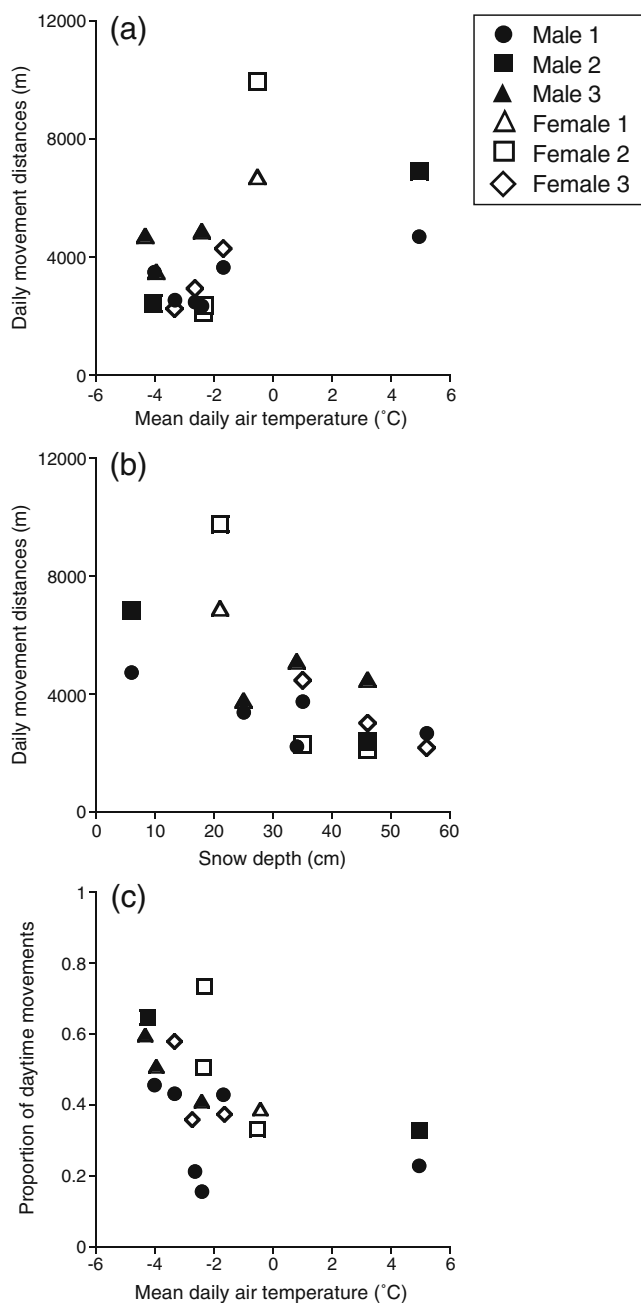 (a)
12000
8000
4000
0
Daily movement distances (m)
-6 -4 -2 0 2 4 6
Mean daily air temperature (˚C)
Male 1
Male 2
Male 3
Female 1
Female 2
Female 3
(b)
12000
8000
4000
0
Daily movement distances (m)
0 10 20 30 40 50 60
Snow depth (cm)
(c)
1
0.8
0.6
0.4
0.2
0
Proportion of daytime movements
-6 -4 -2 0 2 4 6
Mean daily air temperature (˚C)